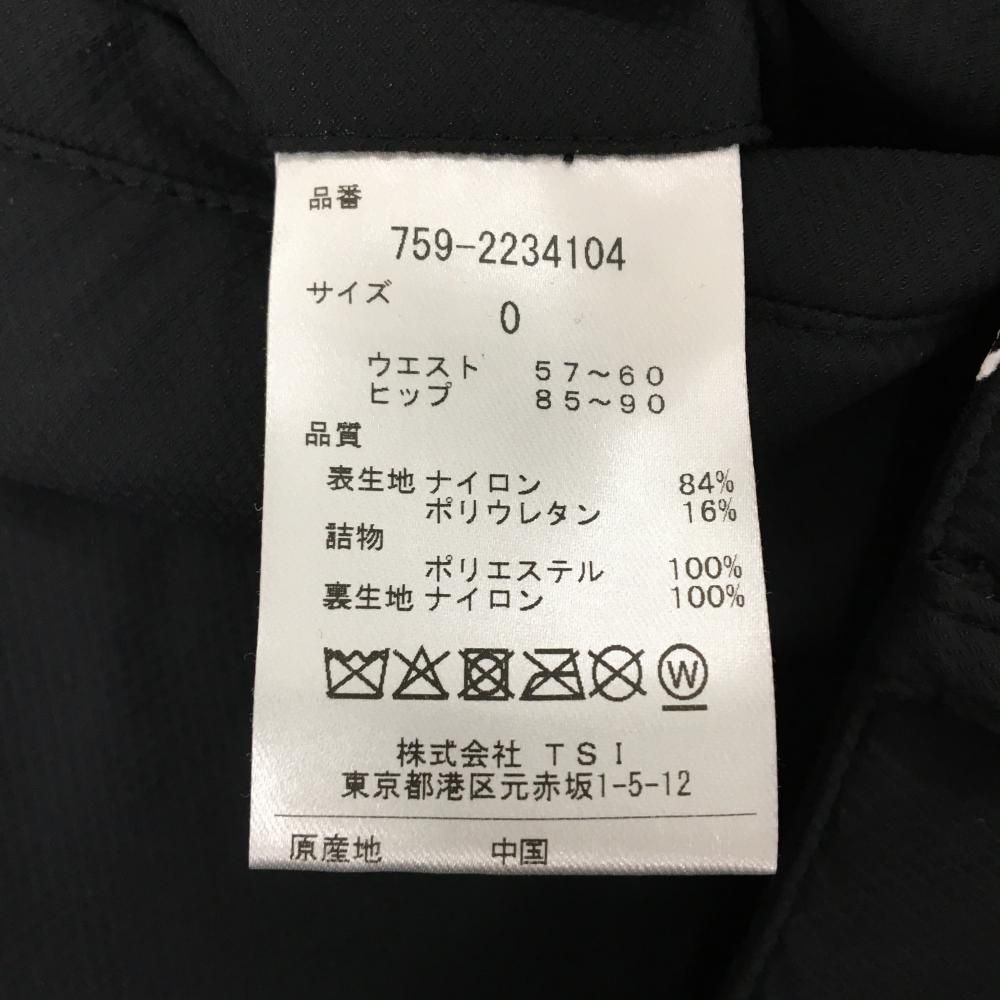 品番
759-2234104
サイズ
0
ウエスト 57〜60
ヒップ 85〜90
品質
表生地 ナイロン 84%
ポリウレタン 16%
詰物
ポリエステル 100%
裏生地 ナイロン 100%
W
株式会社 TSI
東京都港区元赤坂1-5-12
原産地 中国